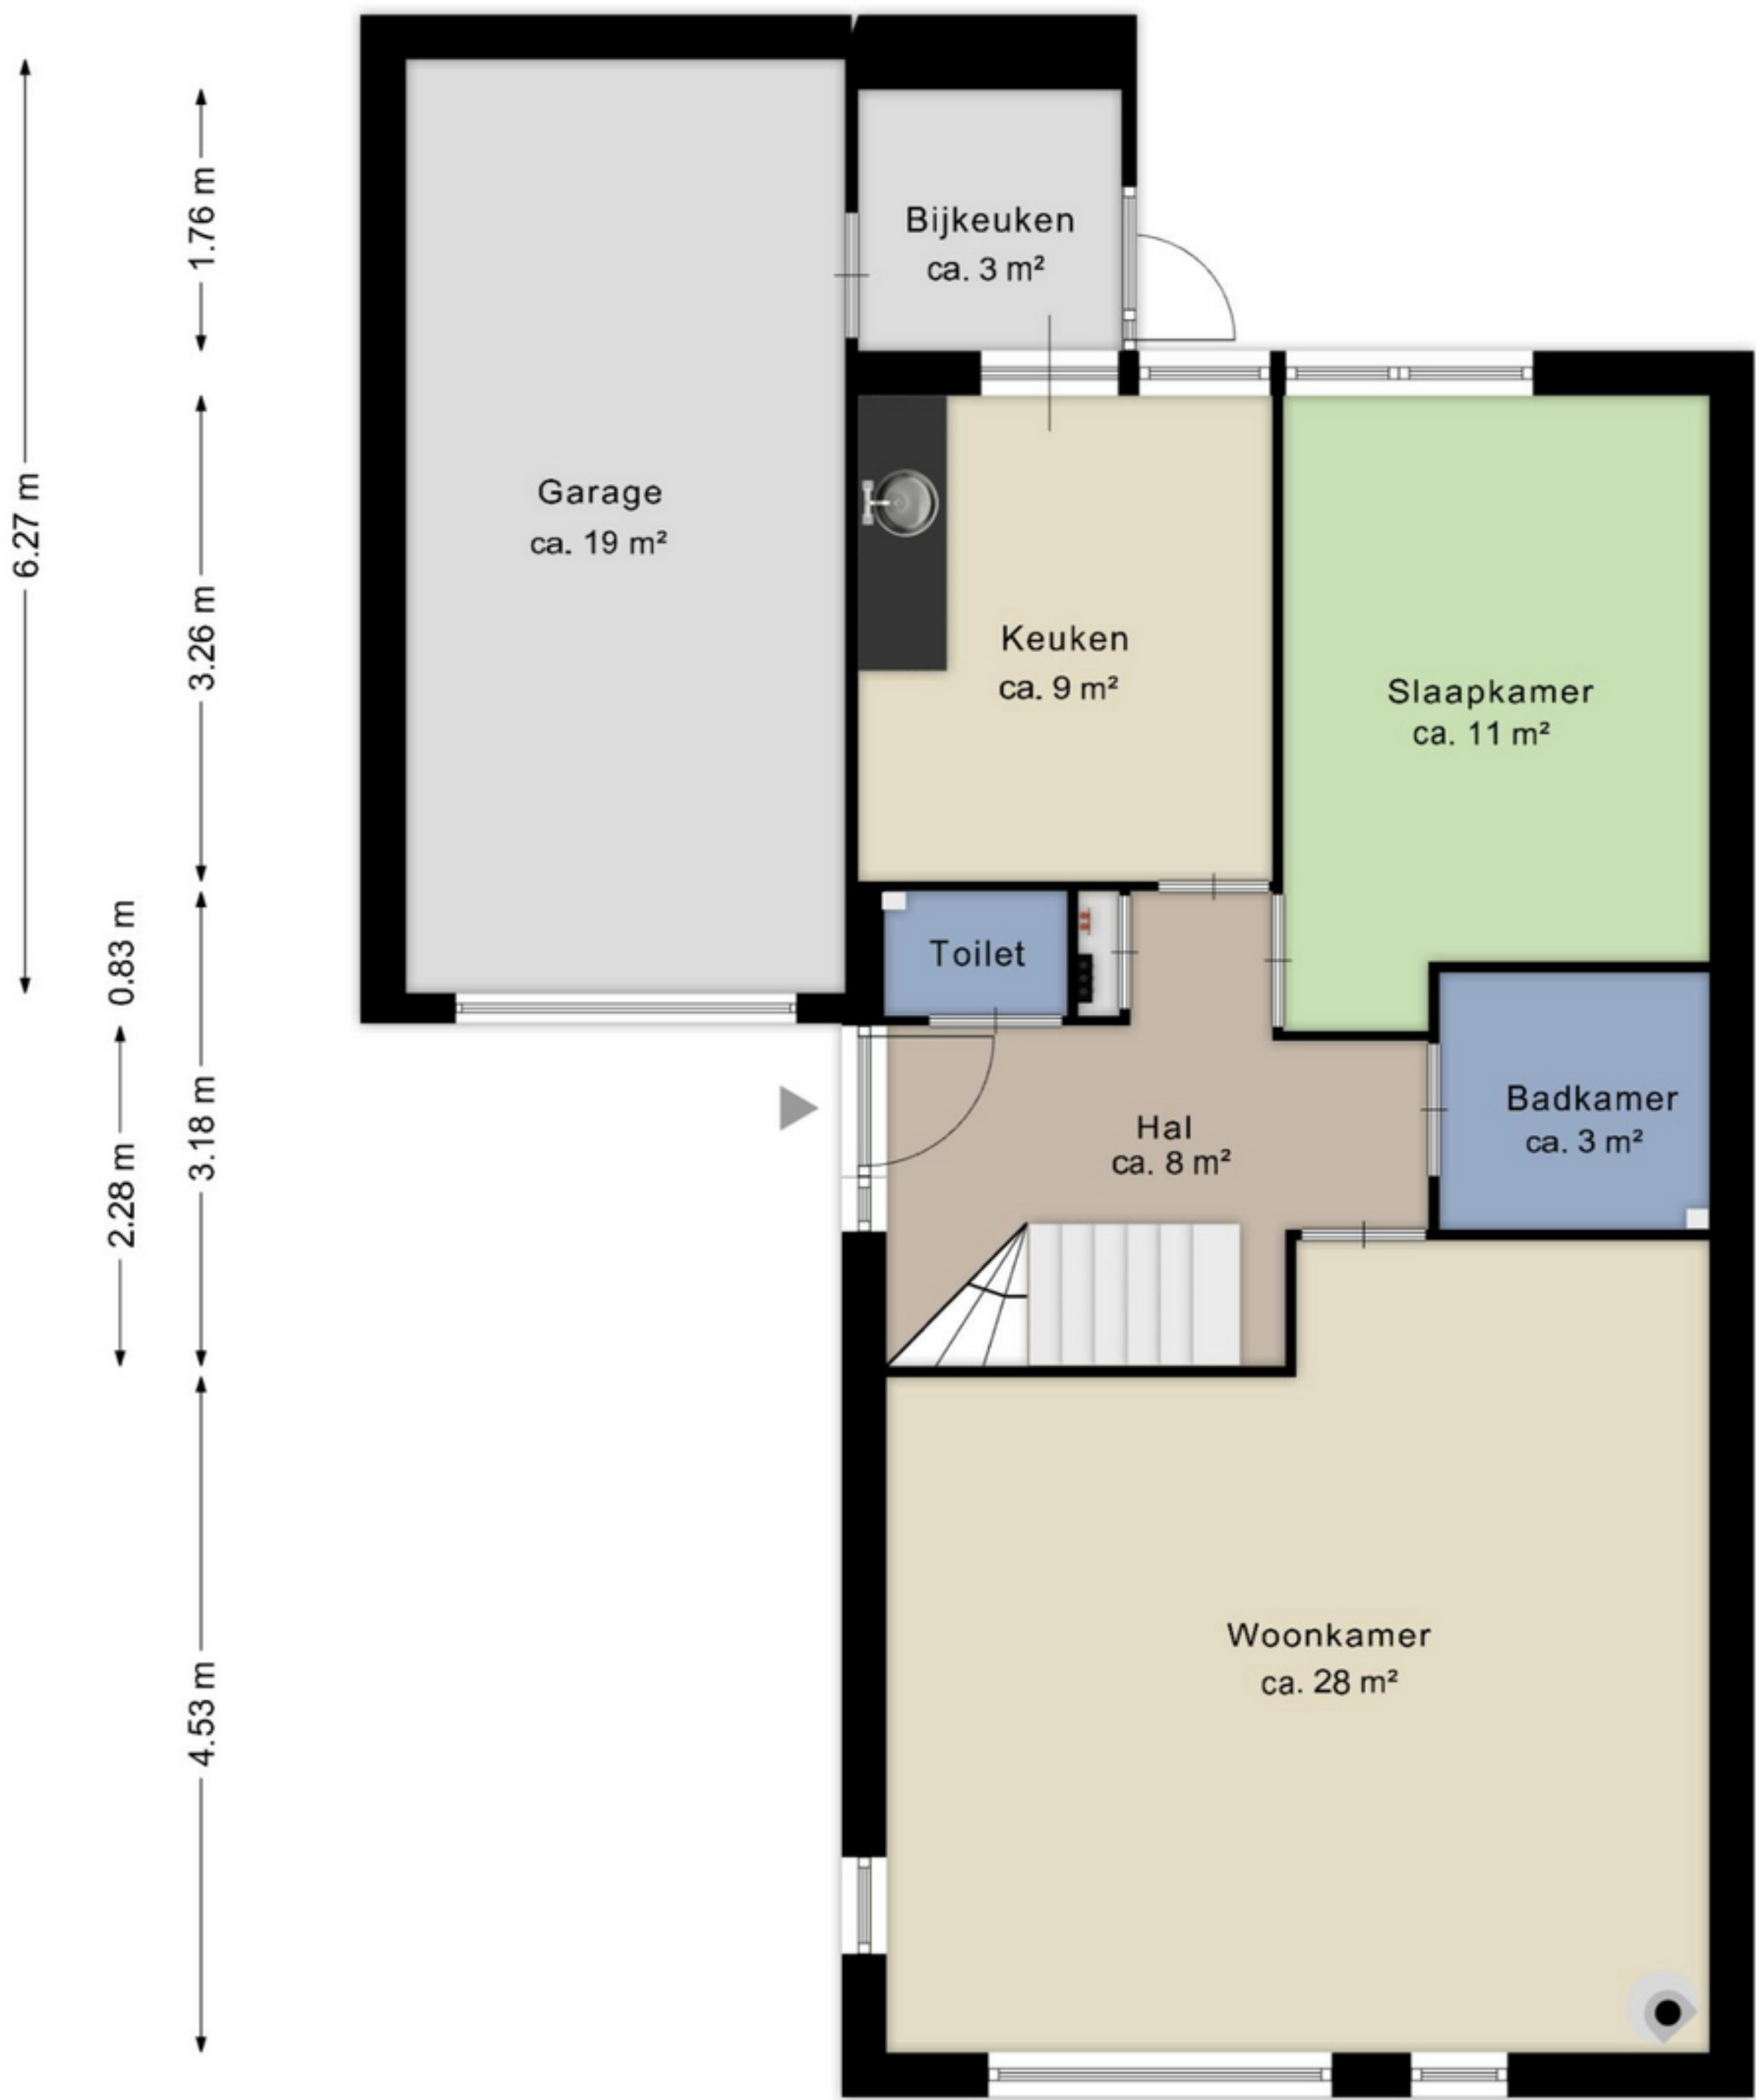 6.27 m
1.76 m
3.26 m
0.83 m
2.28 m
3.18 m
4.53 m
Bijkeuken
ca. 3 m²
Garage
ca. 19 m²
Keuken
ca. 9 m²
Slaapkamer
ca. 11 m²
Toilet
Hal
ca. 8 m²
Badkamer
ca. 3 m²
Woonkamer
ca. 28 m²